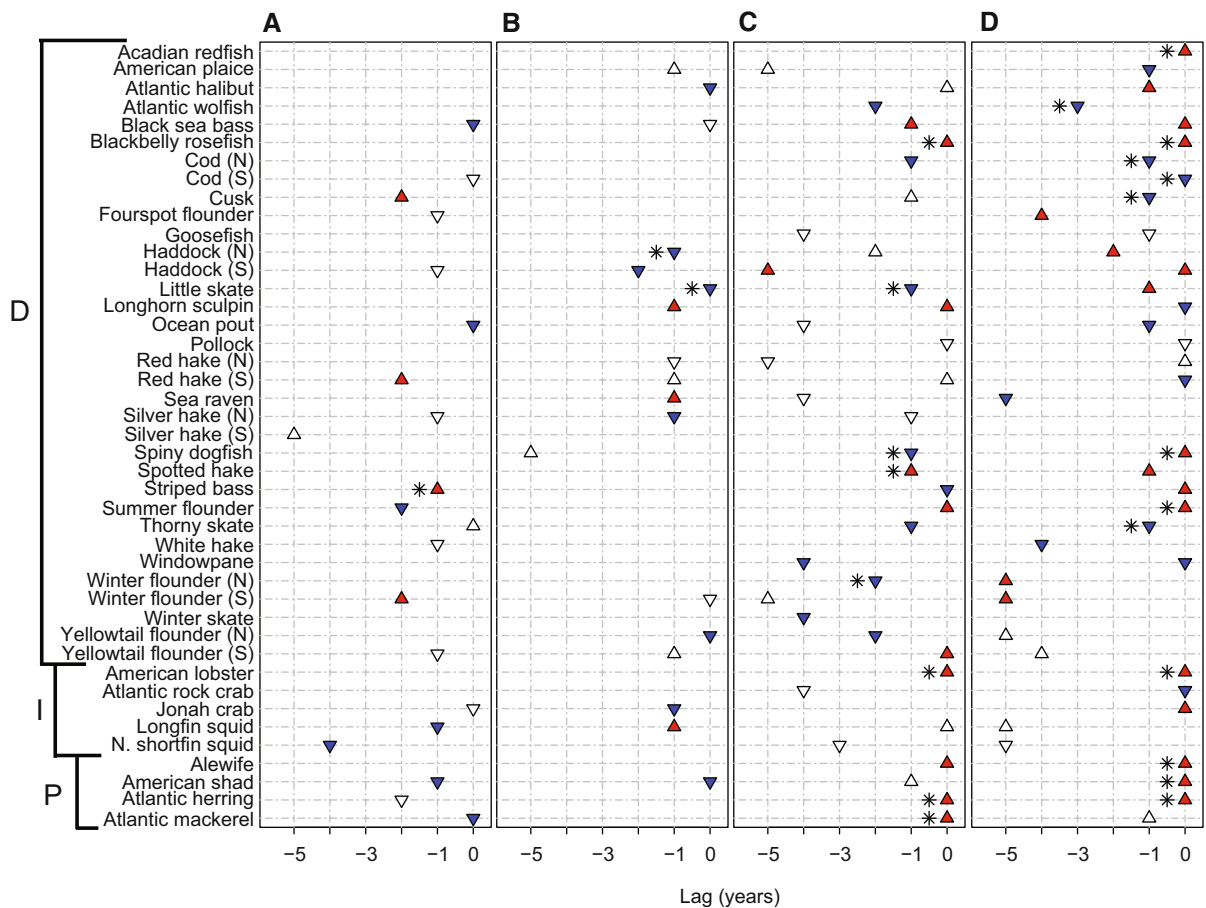 A B C D
Acadian redfish
American plaice
Atlantic halibut
Atlantic wolfish
Black sea bass
Blackbelly rosefish
Cod (N)
Cod (S)
Cusk
Fourspot flounder
Goosefish
Haddock (N)
Haddock (S)
Little skate
D
Longhorn sculpin
Ocean pout
Pollock
Red hake (N)
Red hake (S)
Sea raven
Silver hake (N)
Silver hake (S)
Spiny dogfish
Spotted hake
Striped bass
Summer flounder
Thorny skate
White hake
Windowpane
Winter flounder (N)
Winter flounder (S)
Winter skate
Yellowtail flounder (N)
Yellowtail flounder (S)
American lobster
Atlantic rock crab
I
Jonah crab
Longfin squid
N. shortfin squid
Alewife
American shad
P
Atlantic herring
Atlantic mackerel
−5 −3 −1 0 −5 −3 −1 0 −5 −3 −1 0 −5 −3 −1 0
Lag (years)